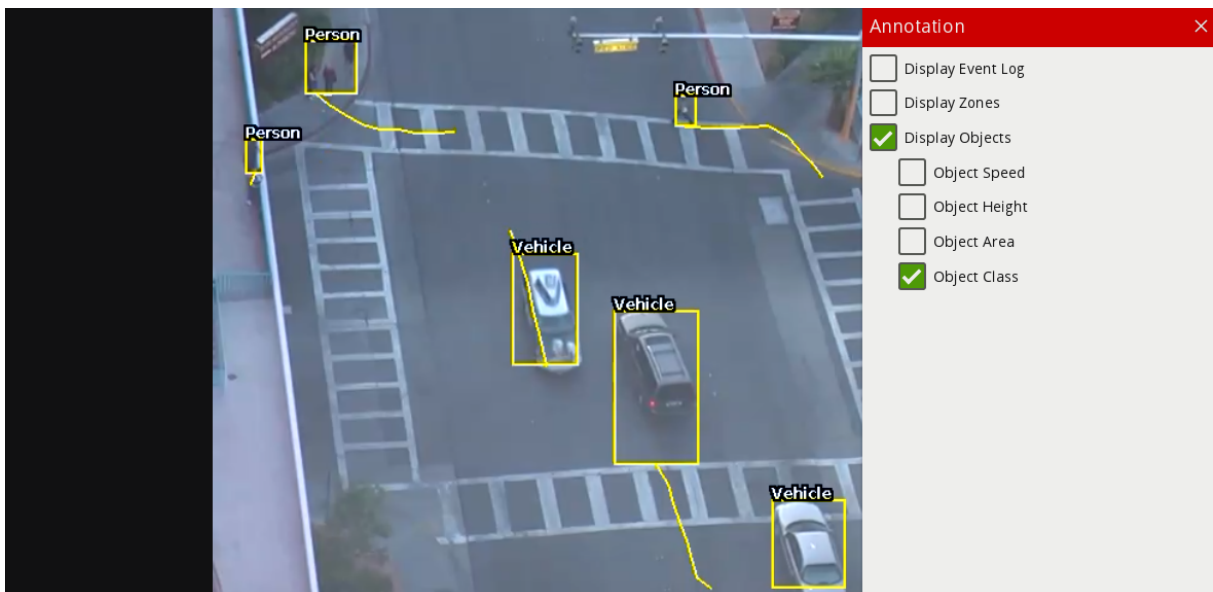 Annotation
Display Event Log
Display Zones
Display Objects
Object Speed
Object Height
Object Area
Object Class
Person
Person
Person
Vehicle
Vehicle
Vehicle